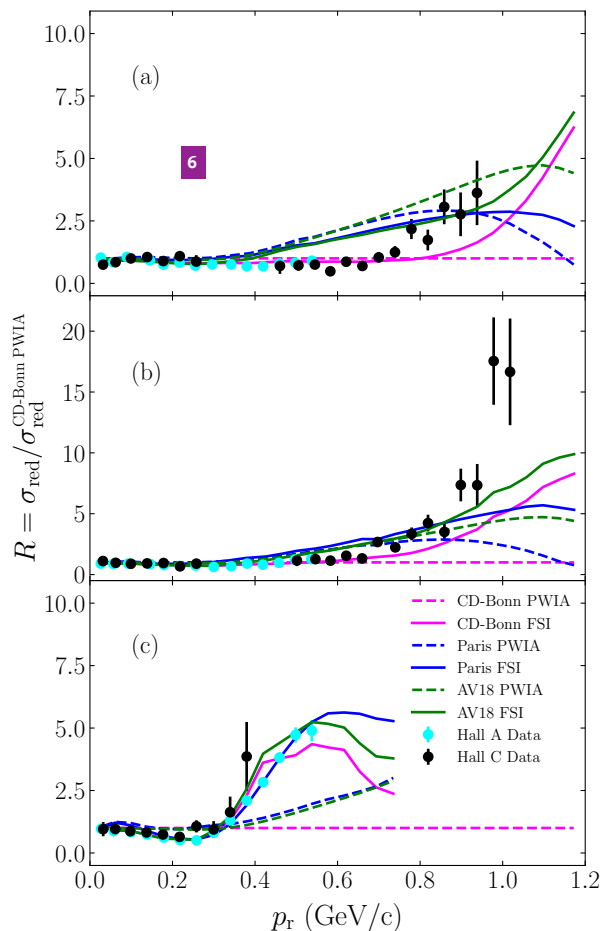 10.0
(a)
7.5
6
5.0
2.5
0.0
20
(b)
15
10
5
0
R = σred/σred^CD-Bonn PWIA
10.0
CD-Bonn PWIA
CD-Bonn FSI
(c)
Paris PWIA
7.5
Paris FSI
AV18 PWIA
AV18 FSI
Hall A Data
5.0
Hall C Data
2.5
0.0
0.0 0.2 0.4 0.6 0.8 1.0 1.2
pr (GeV/c)